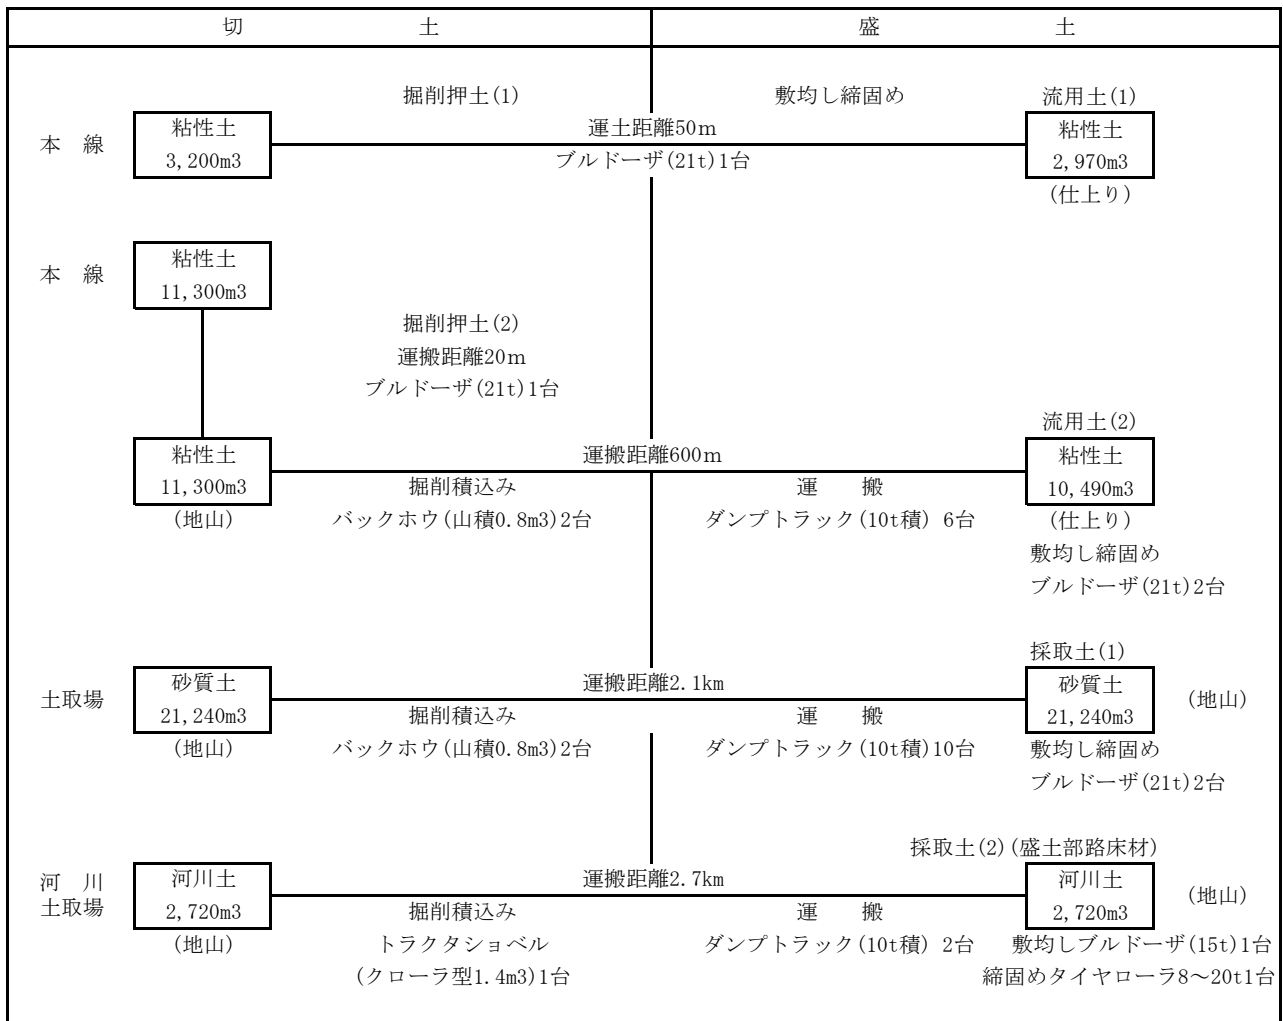 切　　　土
盛　　　土
掘削押土(1)
敷均し締固め
流用土(1)
本　線
粘性土
3,200m3
運土距離50m
ブルドーザ(21t)1台
粘性土
2,970m3
(仕上り)
本　線
粘性土
11,300m3
掘削押土(2)
運搬距離20m
ブルドーザ(21t)1台
流用土(2)
粘性土
11,300m3
(地山)
運搬距離600m
掘削積込み
バックホウ(山積0.8m3)2台
運　　搬
ダンプトラック(10t積) 6台
粘性土
10,490m3
(仕上り)
敷均し締固め
ブルドーザ(21t)2台
採取土(1)
土取場
砂質土
21,240m3
(地山)
運搬距離2.1km
掘削積込み
バックホウ(山積0.8m3)2台
運　　搬
ダンプトラック(10t積)10台
砂質土
21,240m3
(地山)
敷均し締固め
ブルドーザ(21t)2台
採取土(2)(盛土部路床材)
河　川
土取場
河川土
2,720m3
(地山)
運搬距離2.7km
掘削積込み
トラクタショベル
(クローラ型1.4m3)1台
運　　搬
ダンプトラック(10t積) 2台
河川土
2,720m3
(地山)
敷均しブルドーザ(15t)1台
締固めタイヤローラ8～20t1台